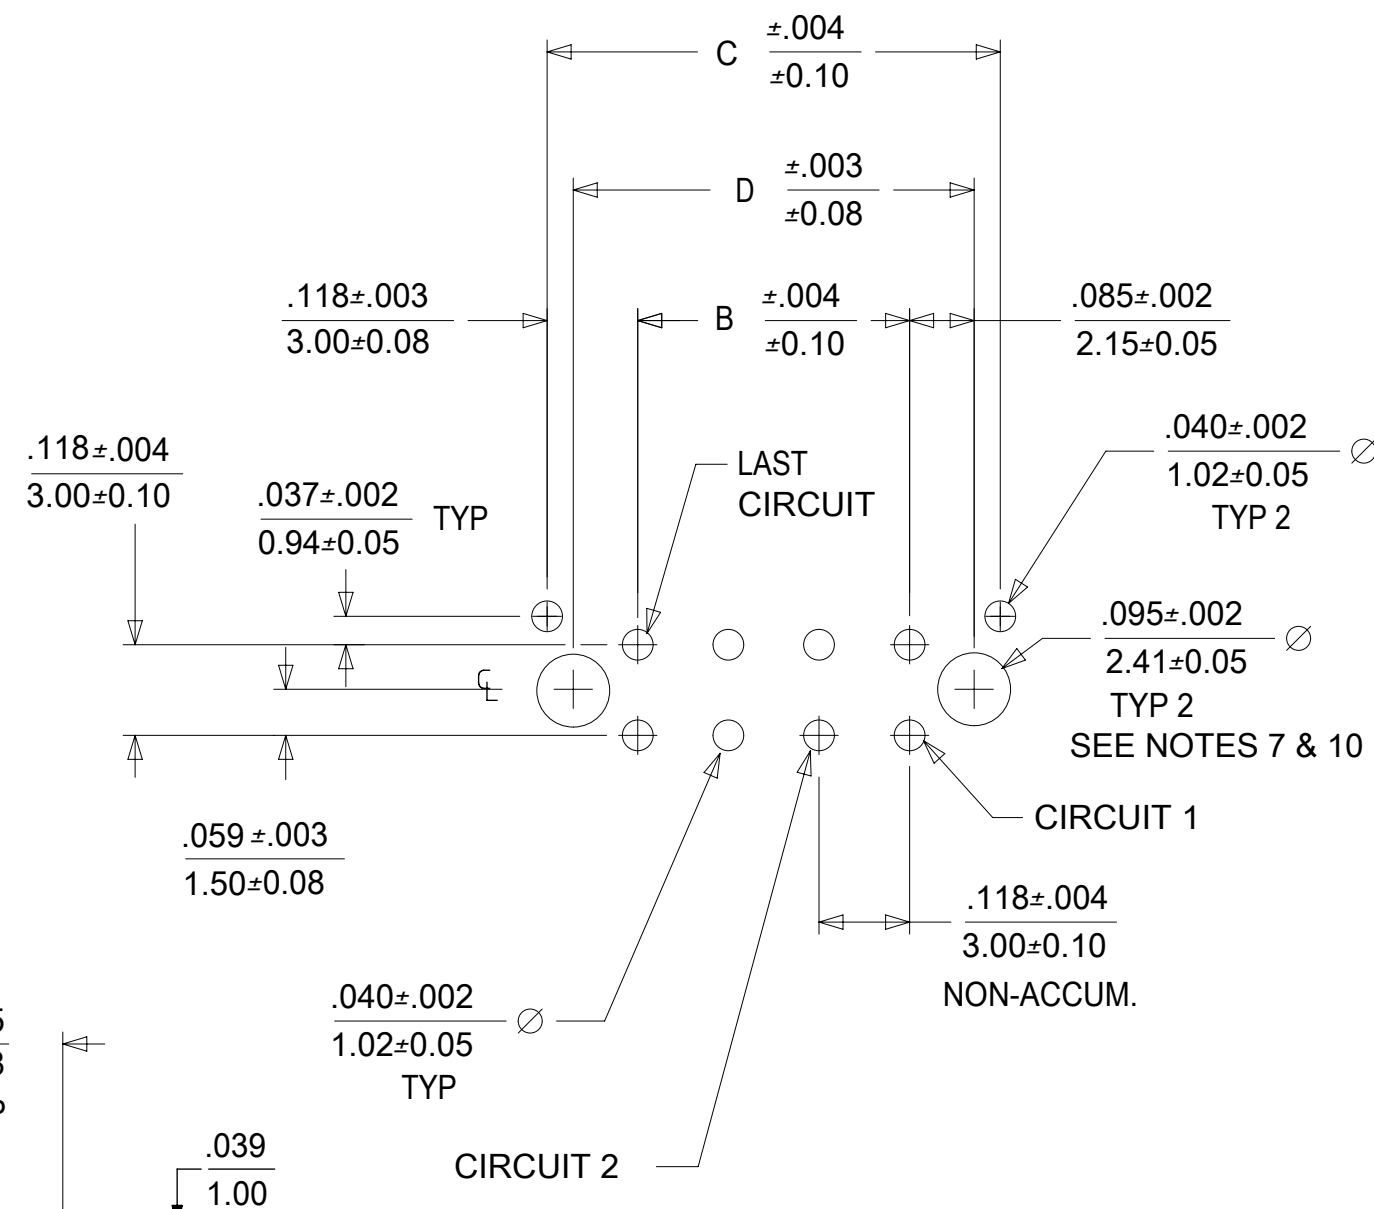 ±.004
C
±0.10
±.003
D
±0.08
.118±.003
3.00±0.08
±.004
B
±0.10
.085±.002
2.15±0.05
.118±.004
3.00±0.10
.037±.002
0.94±0.05
TYP
LAST
CIRCUIT
.040±.002
1.02±0.05
∅
TYP 2
.095±.002
2.41±0.05
∅
TYP 2
SEE NOTES 7 & 10
℄
CIRCUIT 1
.059±.003
1.50±0.08
.118±.004
3.00±0.10
NON-ACCUM.
.040±.002
1.02±0.05
∅
TYP
CIRCUIT 2
.039
1.00